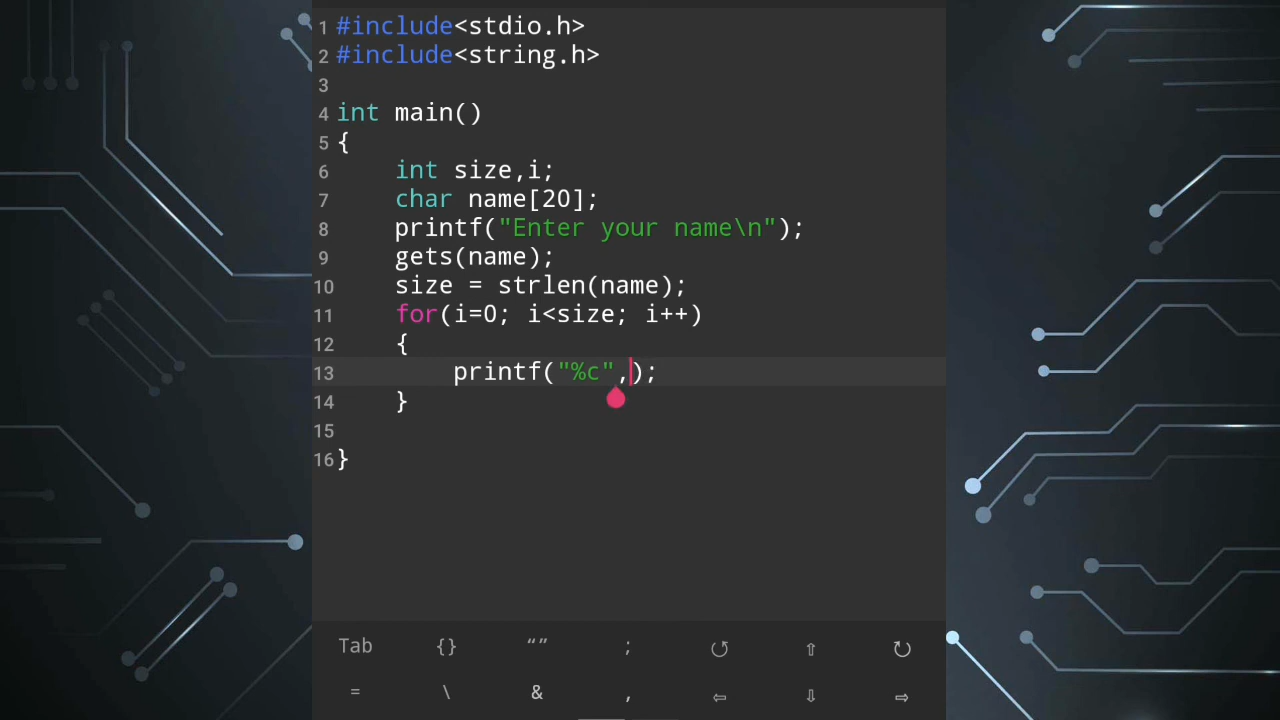 1 #include<stdio.h>
2 #include<string.h>
3
4 int main()
5 {
6     int size,i;
7     char name[20];
8     printf("Enter your name\n");
9     gets(name);
10     size = strlen(name);
11     for(i=0; i<size; i++)
12     {
13         printf("%c",);
14     }
15
16 }
Tab {} “” ; ↺ ⇧ ↻
= \ & , ⇦ ⇩ ⇨